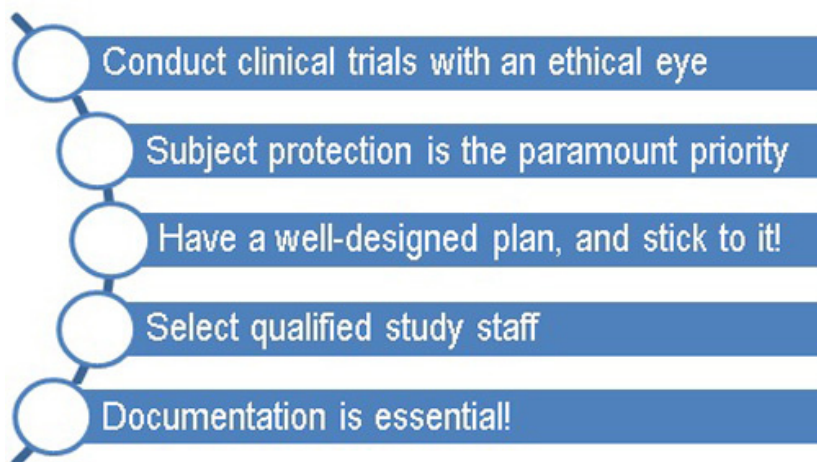 Conduct clinical trials with an ethical eye
Subject protection is the paramount priority
Have a well-designed plan, and stick to it!
Select qualified study staff
Documentation is essential!